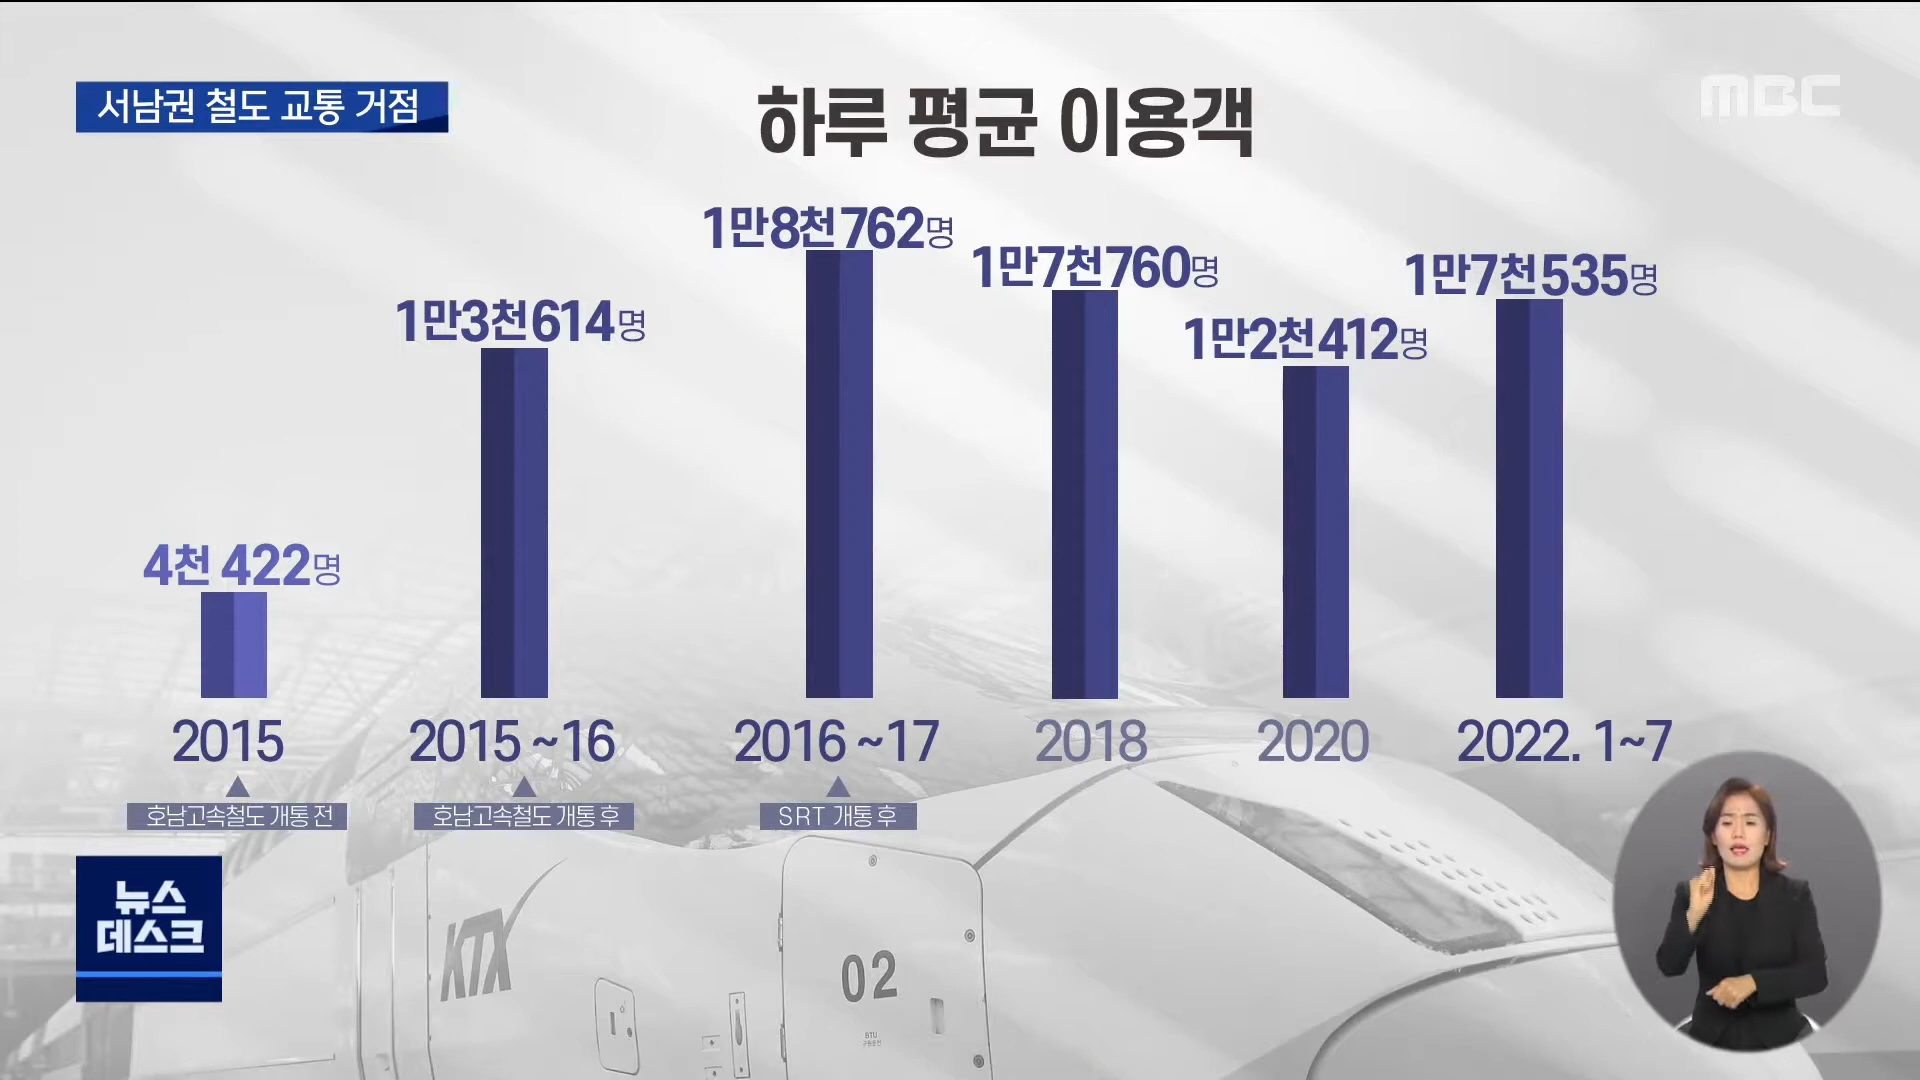 서남권 철도 교통 거점
하루 평균 이용객
MBC
4천 422명
1만3천 614명
1만8천 762명
1만7천 760명
1만2천 412명
1만7천 535명
2015
2015 ~16
2016 ~17
2018
2020
2022. 1~7
호남고속철도 개통 전
호남고속철도 개통 후
SRT 개통 후
뉴스
데스크
KTX
02